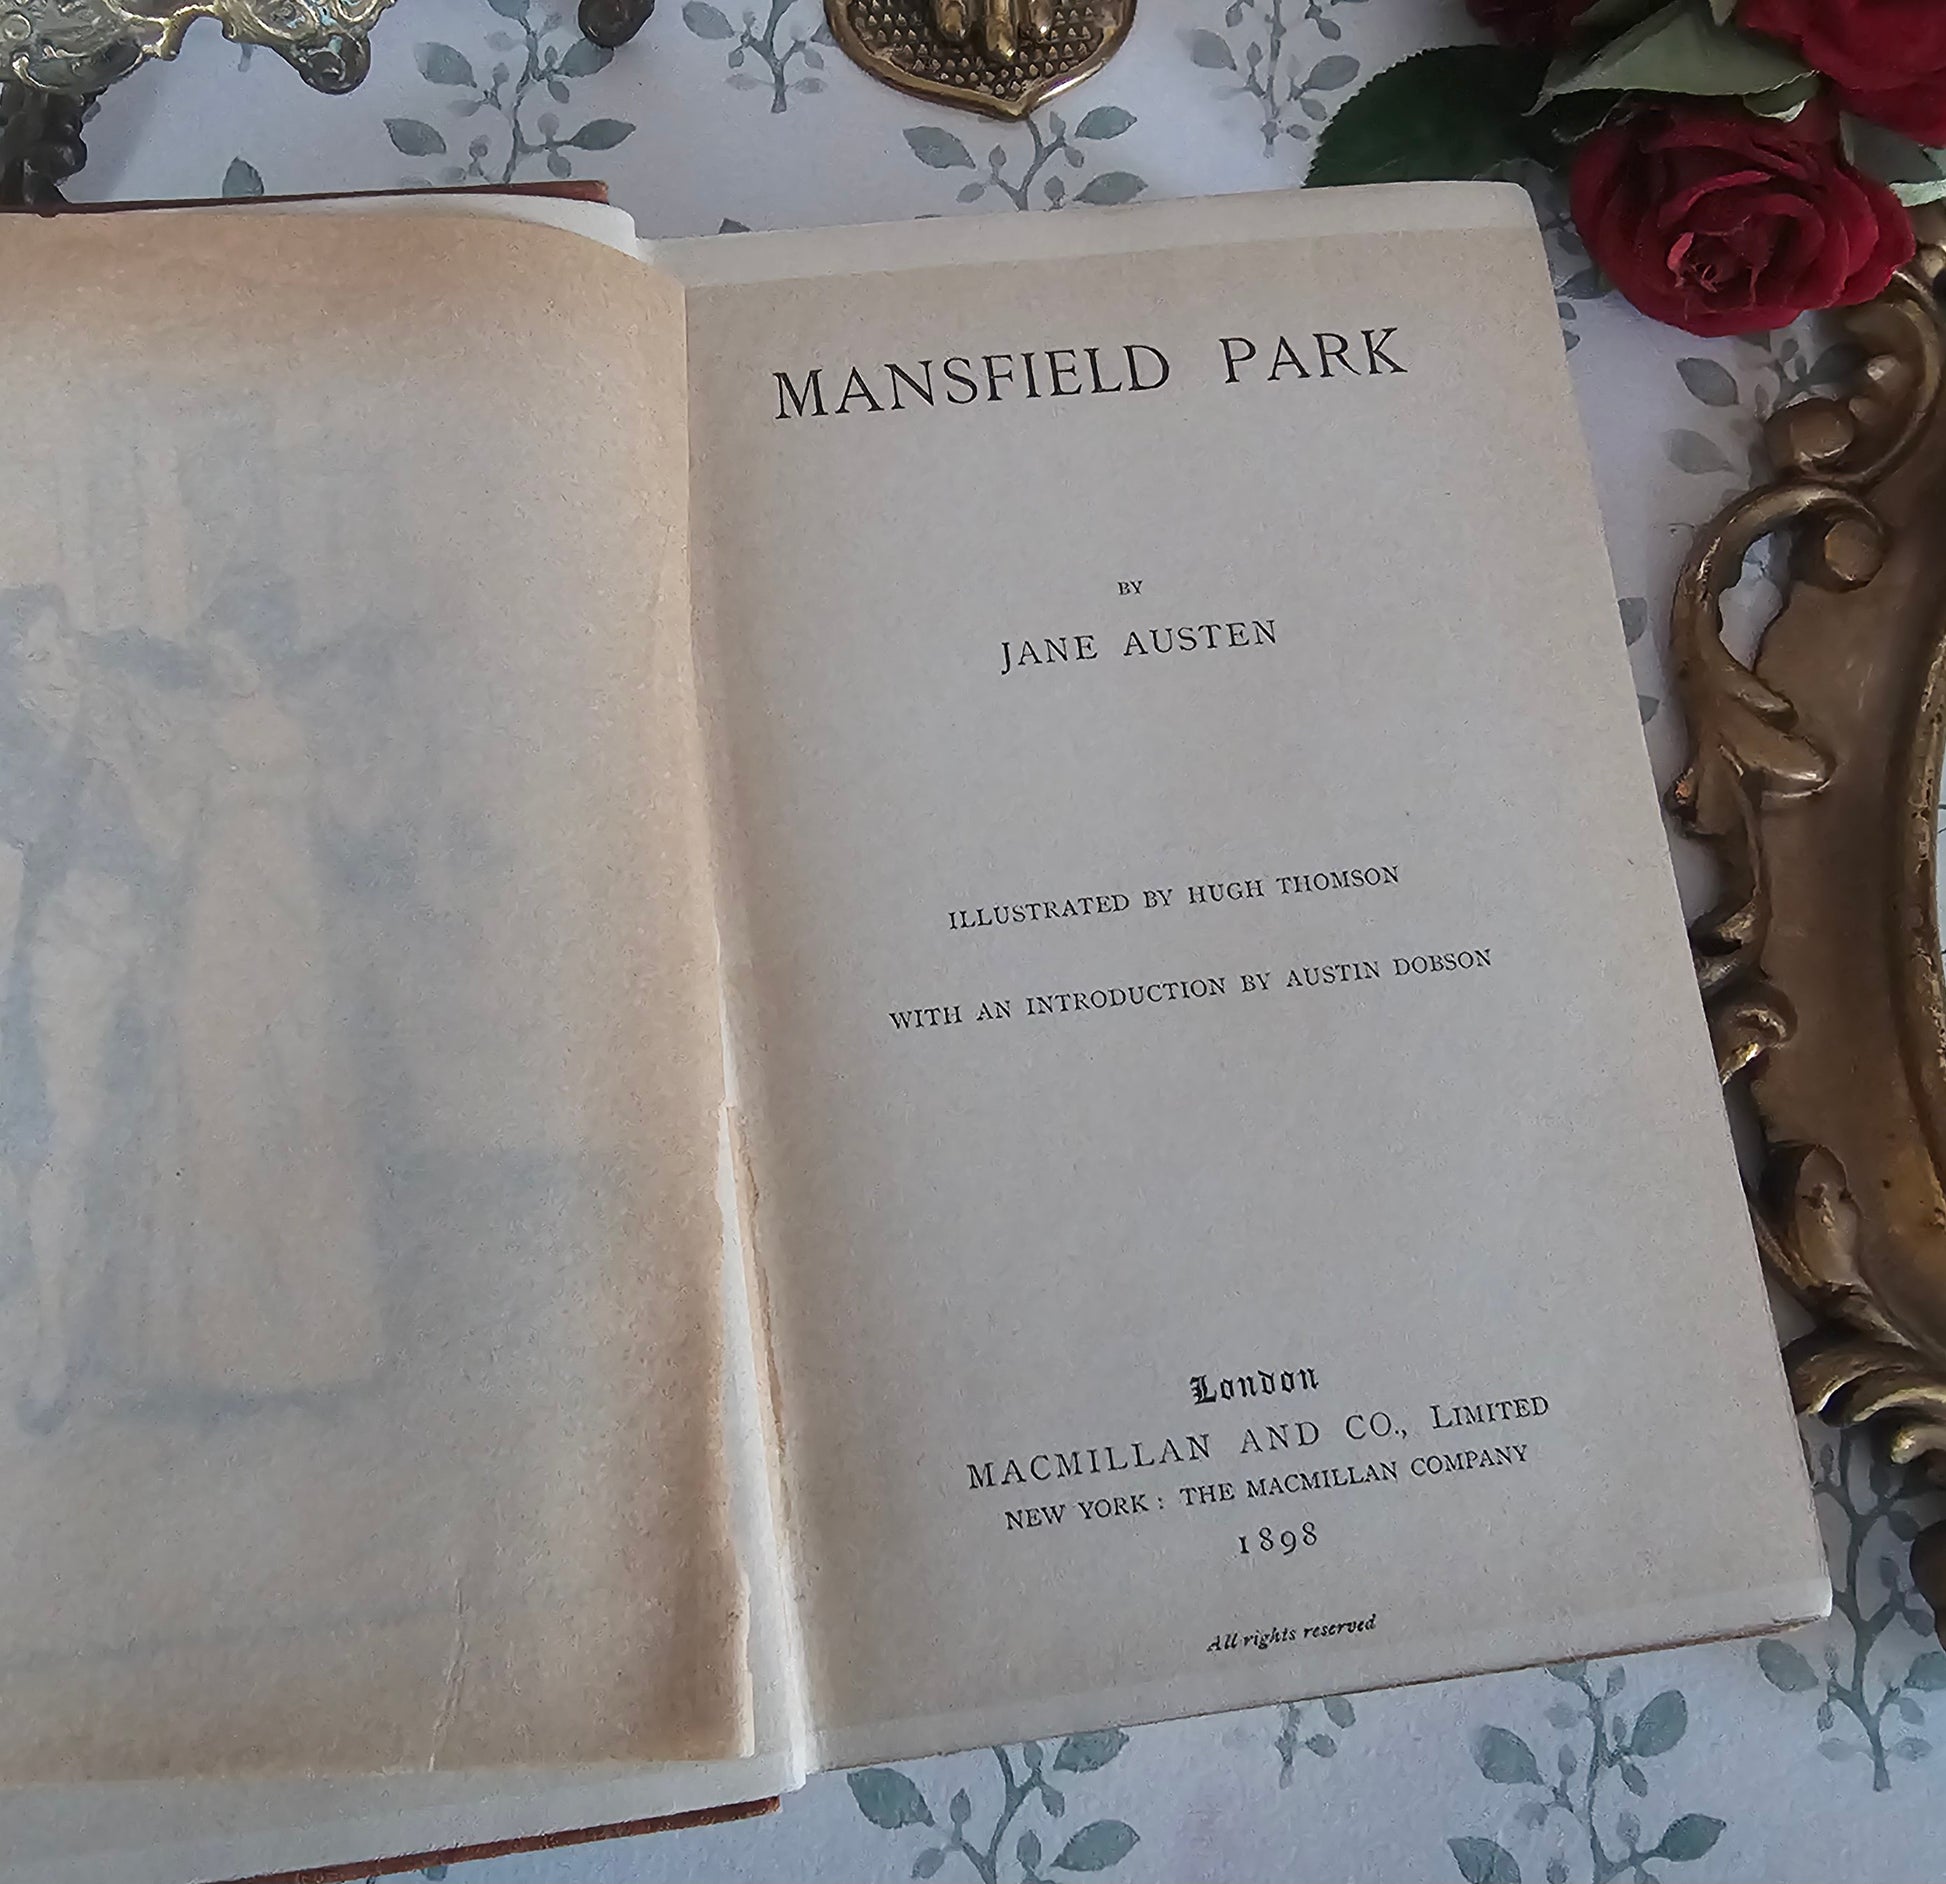 MANSFIELD PARK
BY
JANE AUSTEN
ILLUSTRATED BY HUGH THOMSON
WITH AN INTRODUCTION BY AUSTIN DOBSON
London
MACMILLAN AND CO., LIMITED
NEW YORK: THE MACMILLAN COMPANY
1898
All rights reserved